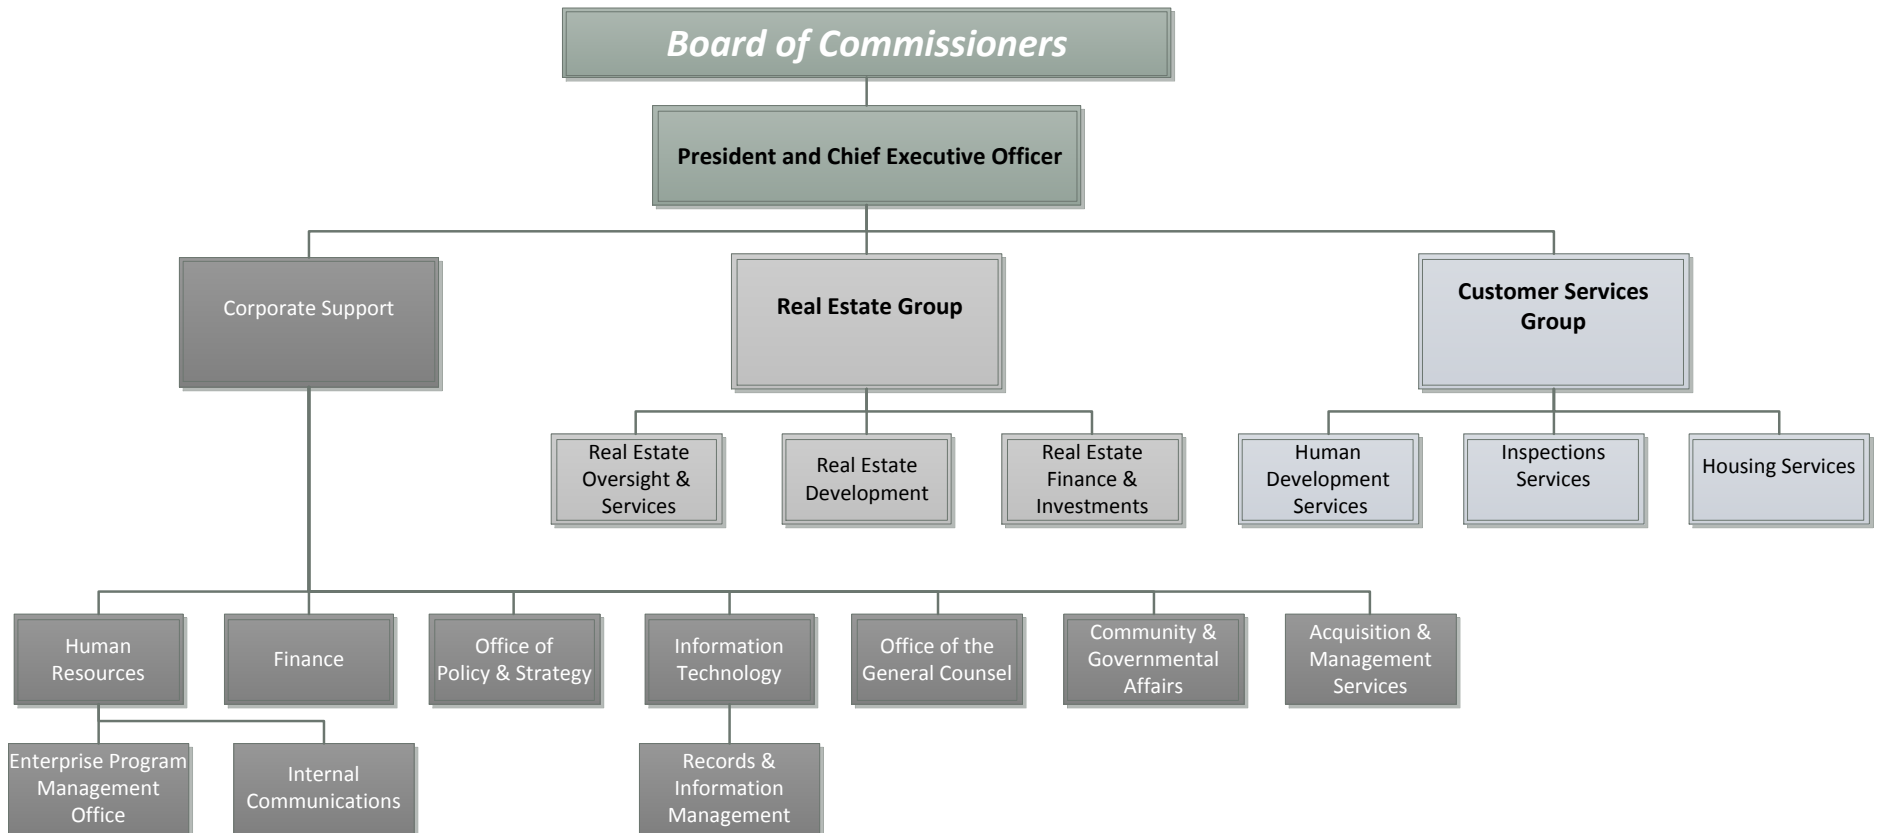 Board of Commissioners
President and Chief Executive Officer
Corporate Support
Real Estate Group
Customer Services
Group
Real Estate
Oversight &
Services
Real Estate
Development
Real Estate
Finance &
Investments
Human
Development
Services
Inspections
Services
Housing Services
Human
Resources
Finance
Office of
Policy & Strategy
Information
Technology
Office of the
General Counsel
Community &
Governmental
Affairs
Acquisition &
Management
Services
Enterprise Program
Management
Office
Internal
Communications
Records &
Information
Management